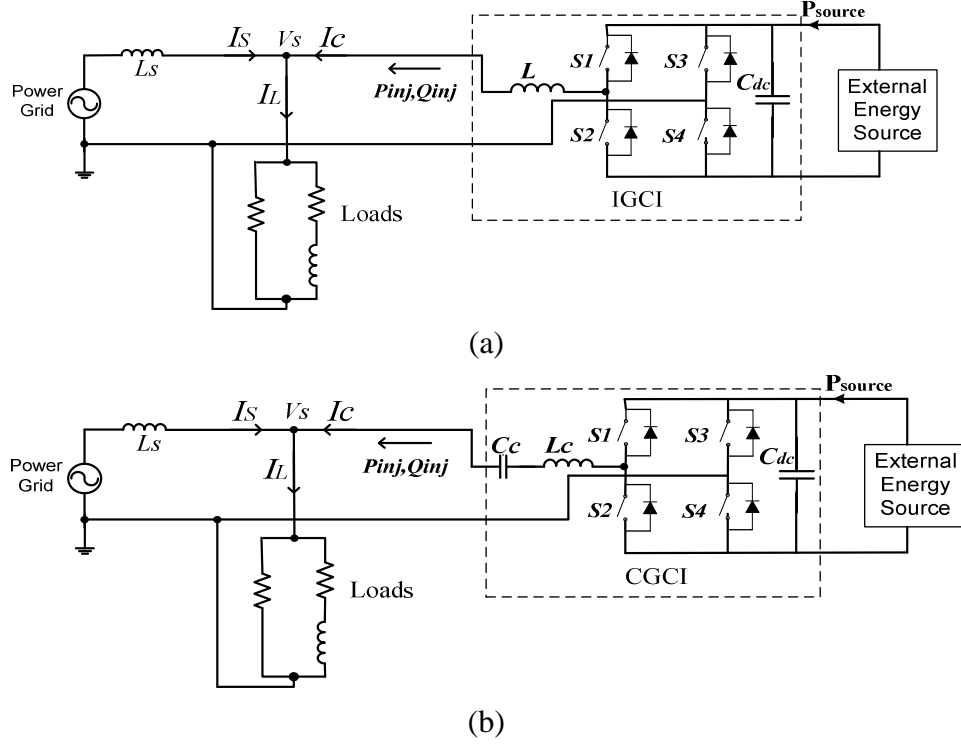 Psource
IS Vs Ic
Ls
S1 S3
L
Cdc
Power
Grid
Pinj,Qinj
IL
External
Energy
Source
S2 S4
IGCI
Loads
(a)
Psource
IS Vs Ic
Ls
S1 S3
Cc Lc
Cdc
Power
Grid
Pinj,Qinj
IL
External
Energy
Source
S2 S4
CGCI
Loads
(b)